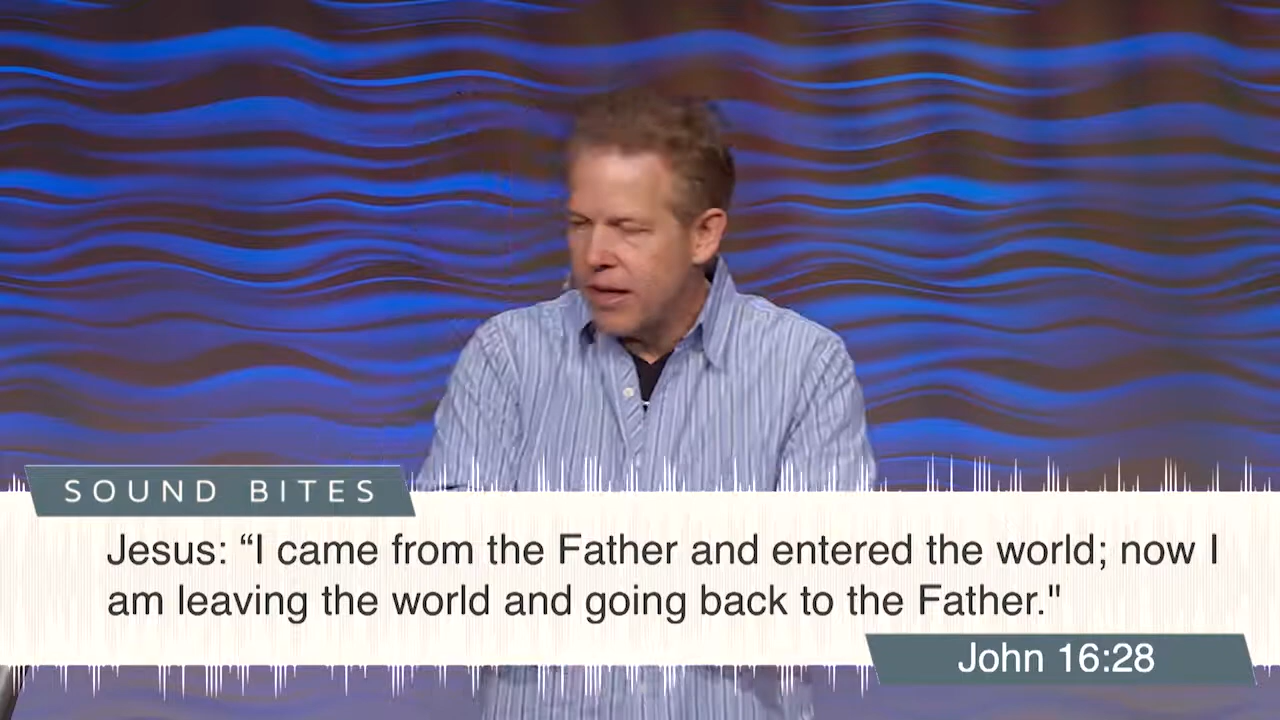 SOUND BITES
Jesus: “I came from the Father and entered the world; now I
am leaving the world and going back to the Father."
John 16:28